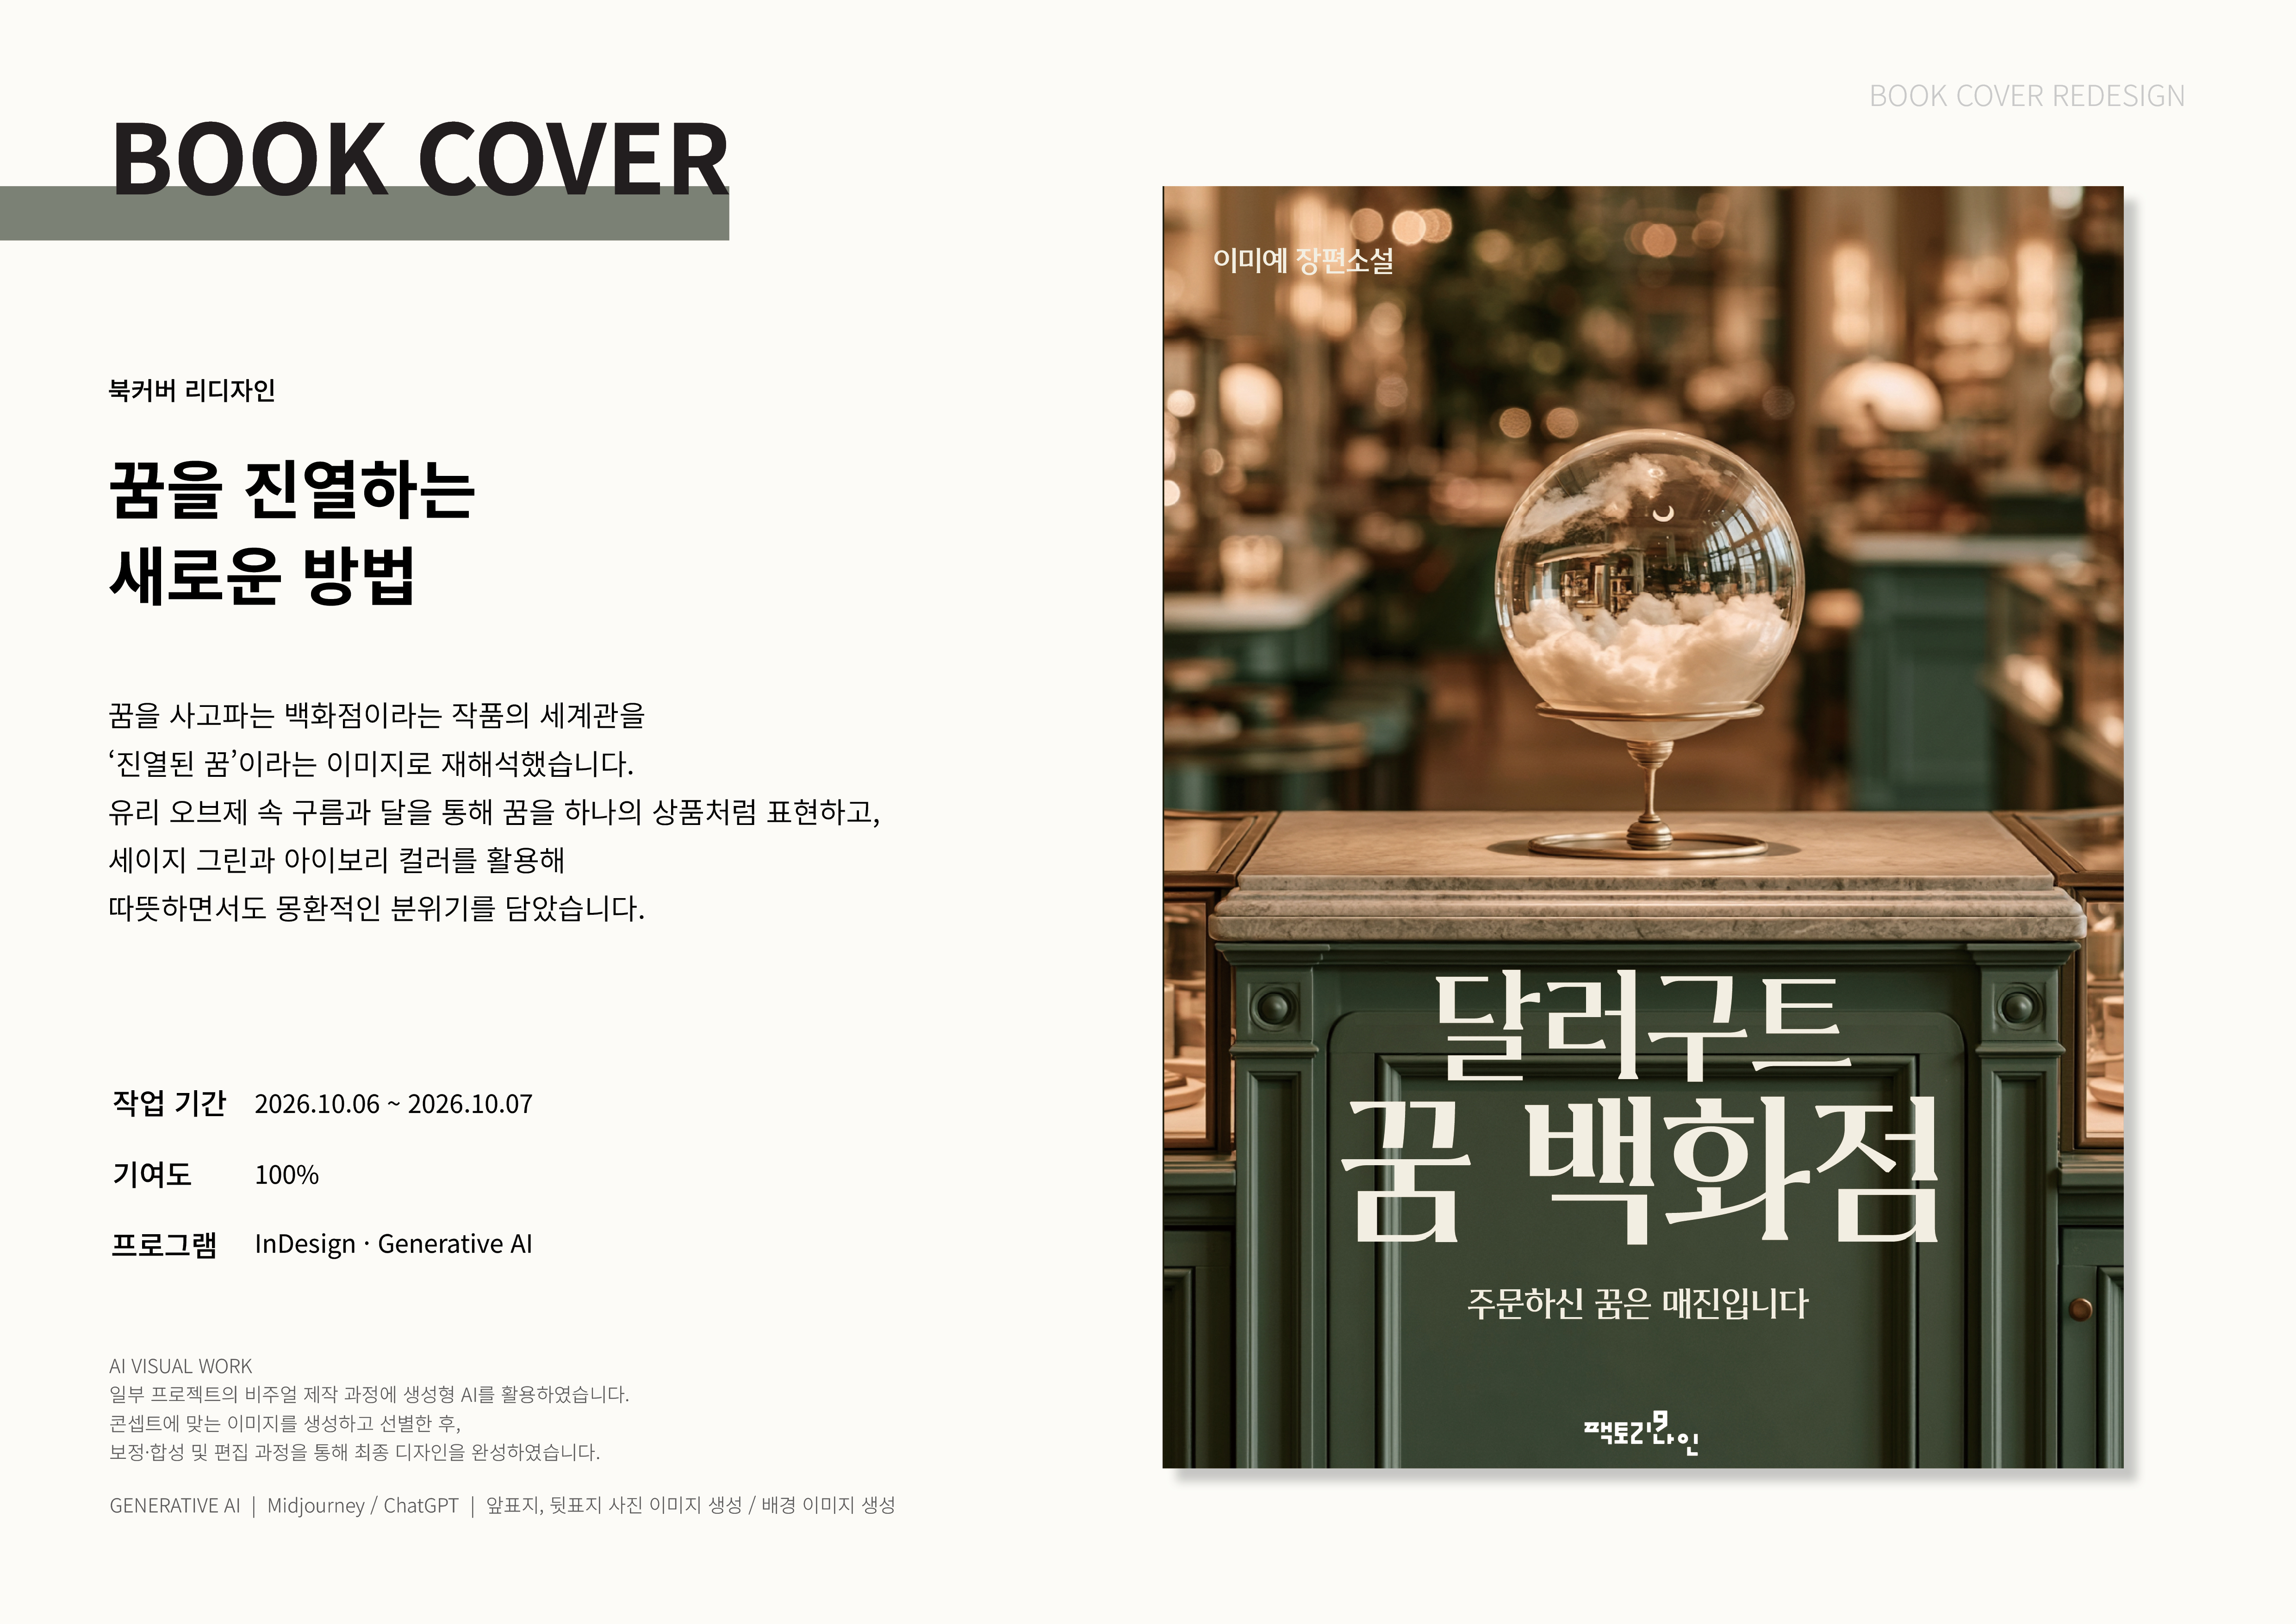 BOOK COVER REDESIGN
BOOK COVER
북커버 리디자인
꿈을 진열하는
새로운 방법
꿈을 사고파는 백화점이라는 작품의 세계관을
‘진열된 꿈’이라는 이미지로 재해석했습니다.
유리 오브제 속 구름과 달을 통해 꿈을 하나의 상품처럼 표현하고,
세이지 그린과 아이보리 컬러를 활용해
따뜻하면서도 몽환적인 분위기를 담았습니다.
작업 기간 2026.10.06 ~ 2026.10.07
기여도 100%
프로그램 InDesign · Generative AI
AI VISUAL WORK
일부 프로젝트의 비주얼 제작 과정에 생성형 AI를 활용하였습니다.
콘셉트에 맞는 이미지를 생성하고 선별한 후,
보정·합성 및 편집 과정을 통해 최종 디자인을 완성하였습니다.
GENERATIVE AI | Midjourney / ChatGPT | 앞표지, 뒷표지 사진 이미지 생성 / 배경 이미지 생성
이미예 장편소설
달러구트
꿈 백화점
주문하신 꿈은 매진입니다
팩토리나인